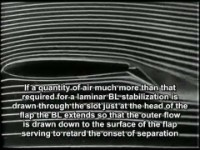 If a quantity of air much more than that
required for a laminar BL stabilization is
drawn through the slot just at the head of the
flap the BL extends so that the outer flow
is drawn down to the surface of the flap
serving to retard the onset of separation